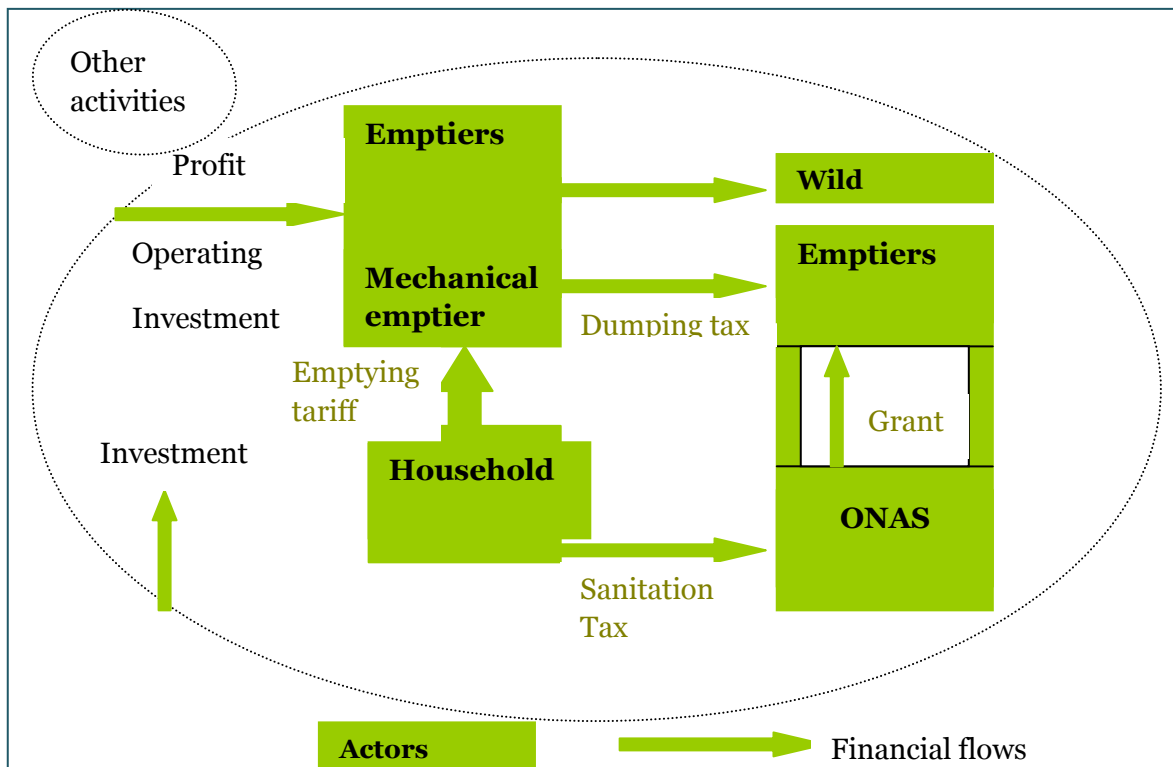 Other
activities
Profit
Operating
Investment
Investment
Emptiers
Mechanical
emptier
Emptying
tariff
Household
Wild
Emptiers
Dumping tax
Grant
ONAS
Sanitation
Tax
Actors
Financial flows